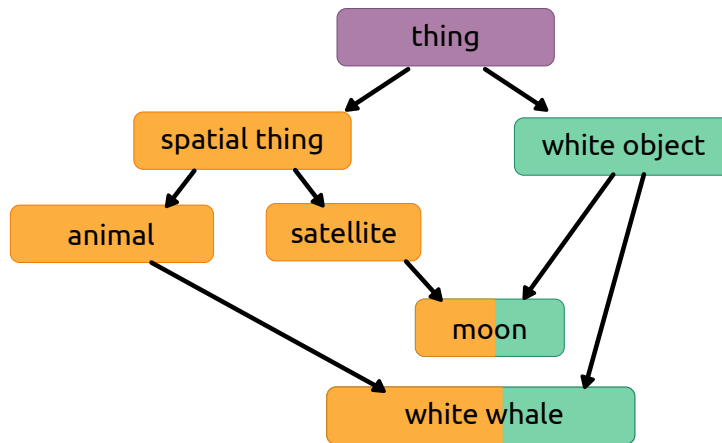 thing
spatial thing
white object
animal
satellite
moon
white whale